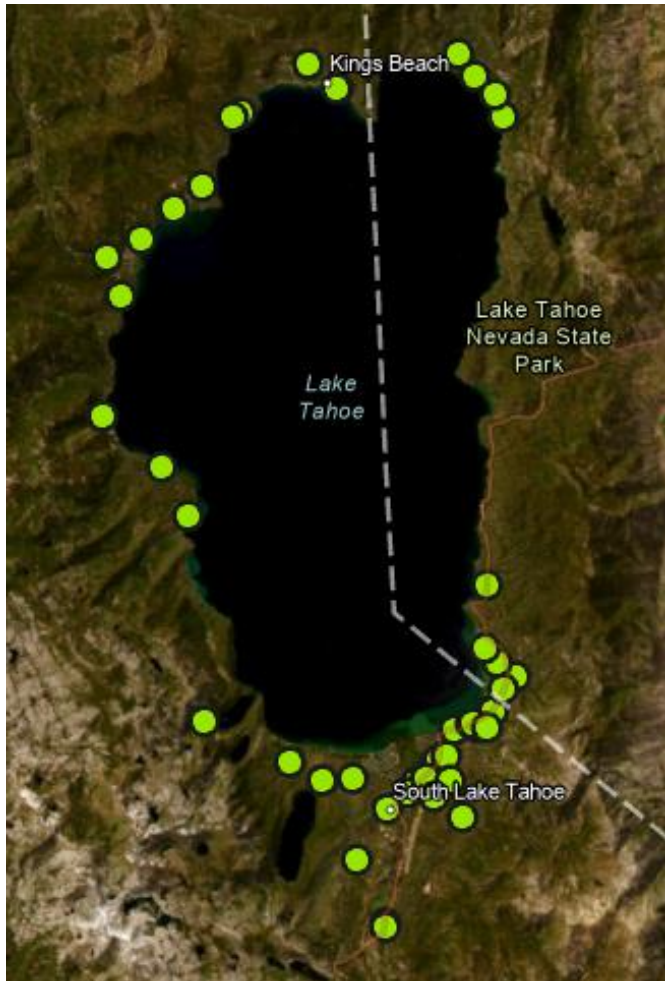 Kings Beach
Lake Tahoe
Nevada State
Park
Lake
Tahoe
South Lake Tahoe